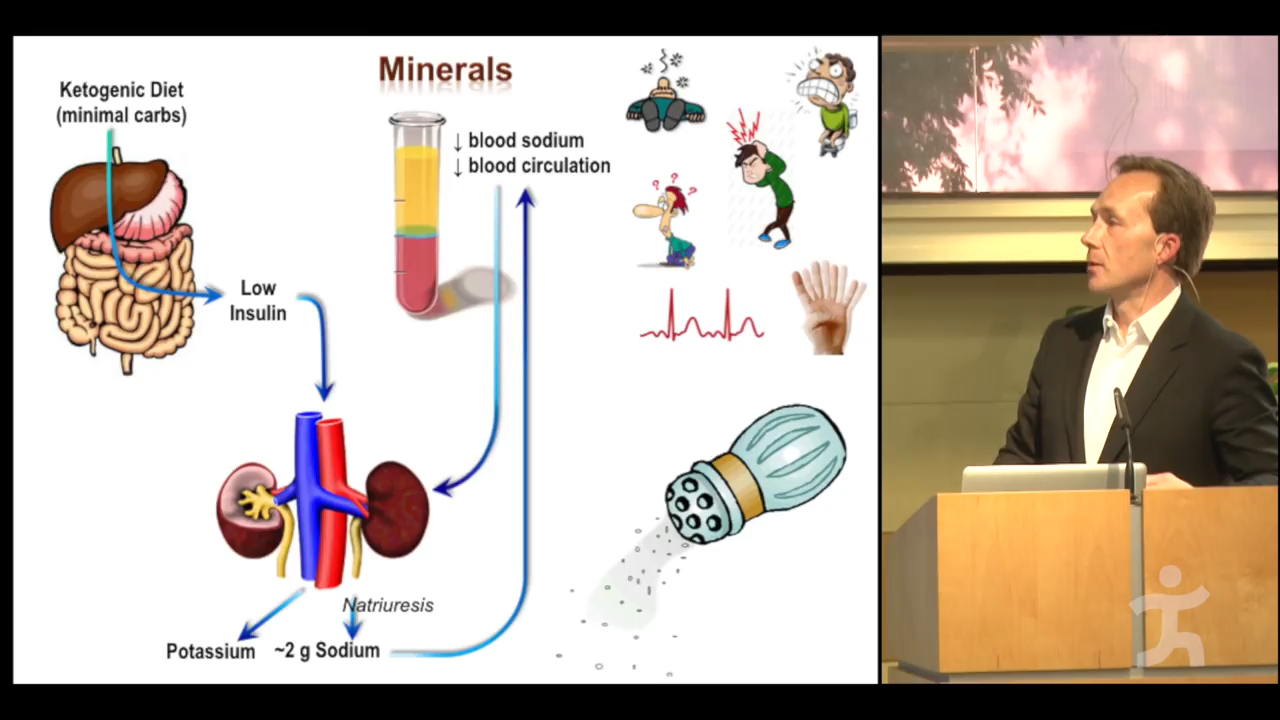 Minerals
Ketogenic Diet
(minimal carbs)
↓ blood sodium
↓ blood circulation
? ? ?
Low
Insulin
Natriuresis
Potassium
~2 g Sodium